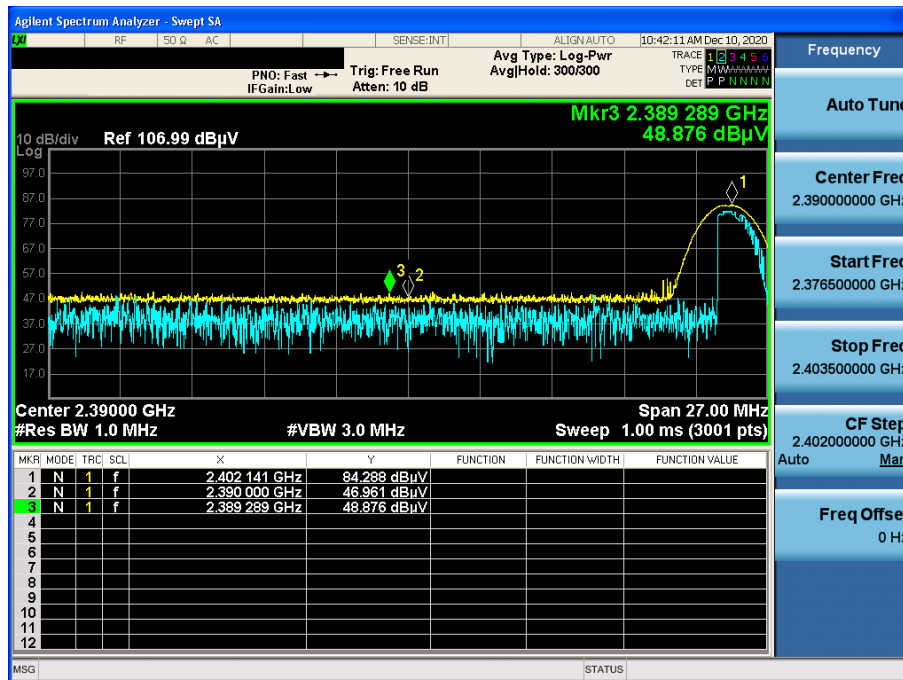 Agilent Spectrum Analyzer - Swept SA
LXI RF 50 Ω AC SENSE:INT ALIGN AUTO 10:42:11 AM Dec 10, 2020
Frequency
Avg Type: Log-Pwr TRACE 1 2 3 4 5 6
PNO: Fast Trig: Free Run Avg|Hold: 300/300 TYPE M W
IFGain:Low Atten: 10 dB DET P P N N N N
Auto Tune
Mkr3 2.389 289 GHz
10 dB/div Ref 106.99 dBµV 48.876 dBµV
Log
97.0
87.0
77.0
67.0
57.0
47.0
37.0
27.0
17.0
1
3 2
Center Freq
2.390000000 GHz
Start Freq
2.376500000 GHz
Stop Freq
2.403500000 GHz
Center 2.39000 GHz Span 27.00 MHz
#Res BW 1.0 MHz #VBW 3.0 MHz Sweep 1.00 ms (3001 pts)
CF Step
2.402000000 GHz
Auto Man
Freq Offset
0 Hz
MKR MODE TRC SCL X Y FUNCTION FUNCTION WIDTH FUNCTION VALUE
1 N 1 f 2.402 141 GHz 84.288 dBµV
2 N 1 f 2.390 000 GHz 46.961 dBµV
3 N 1 f 2.389 289 GHz 48.876 dBµV
4
5
6
7
8
9
10
11
12
MSG STATUS